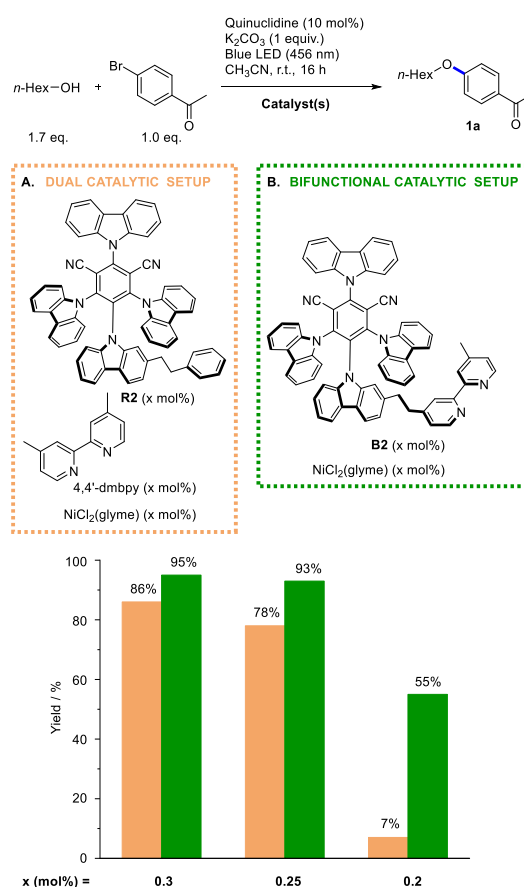 Quinuclidine (10 mol%)
K₂CO₃ (1 equiv.)
Blue LED (456 nm)
CH₃CN, r.t., 16 h
Catalyst(s)
n-Hex—OH + Br O
n-Hex O O
1a
1.7 eq. 1.0 eq.
A. DUAL CATALYTIC SETUP
N
CN CN
N N
N
R2 (x mol%)
N N
4,4'-dmbpy (x mol%)
NiCl₂(glyme) (x mol%)
B. BIFUNCTIONAL CATALYTIC SETUP
N
CN CN
N N
N
N N
B2 (x mol%)
NiCl₂(glyme) (x mol%)
Yield / %
100
80
60
40
20
0
86% 95%
78% 93%
7% 55%
x (mol%) = 0.3 0.25 0.2